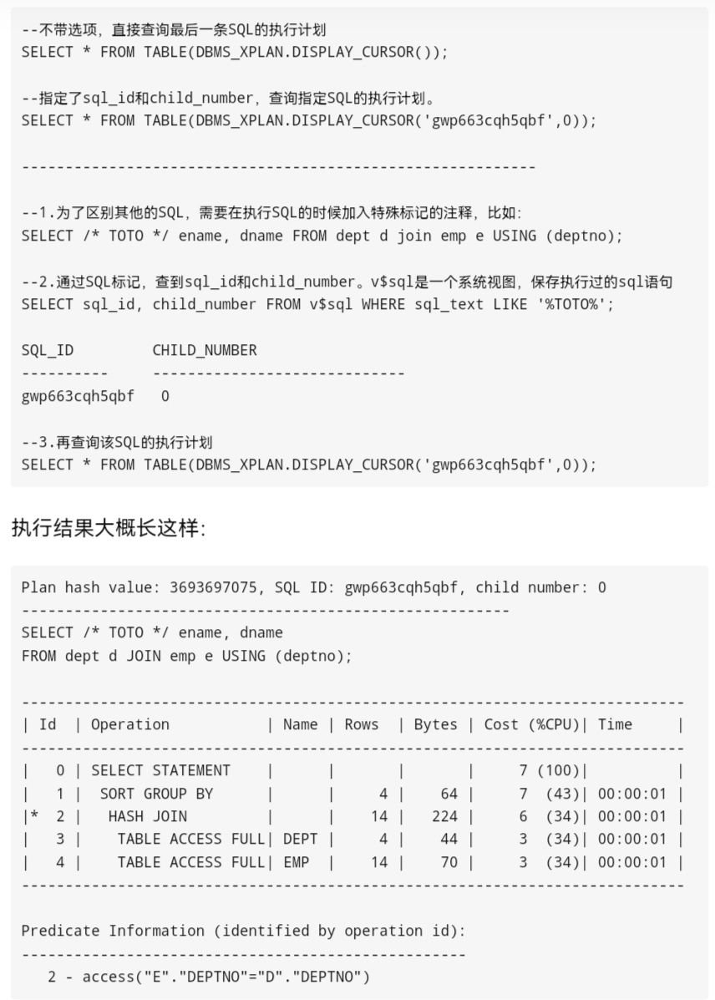 --不带选项，直接查询最后一条SQL的执行计划
SELECT * FROM TABLE(DBMS_XPLAN.DISPLAY_CURSOR());
--指定了sql_id和child_number，查询指定SQL的执行计划。
SELECT * FROM TABLE(DBMS_XPLAN.DISPLAY_CURSOR('gwp663cqh5qbf',0));
-----------------------------------------------------------
--1.为了区别其他的SQL，需要在执行SQL的时候加入特殊标记的注释，比如：
SELECT /* TOTO */ ename, dname FROM dept d join emp e USING (deptno);
--2.通过SQL标记，查到sql_id和child_number。v$sql是一个系统视图，保存执行过的sql语句
SELECT sql_id, child_number FROM v$sql WHERE sql_text LIKE '%TOTO%';
SQL_ID     CHILD_NUMBER
----------     -----------------------------
gwp663cqh5qbf   0
--3.再查询该SQL的执行计划
SELECT * FROM TABLE(DBMS_XPLAN.DISPLAY_CURSOR('gwp663cqh5qbf',0));
执行结果大概长这样：
Plan hash value: 3693697075, SQL ID: gwp663cqh5qbf, child number: 0
--------------------------------------------------------
SELECT /* TOTO */ ename, dname
FROM dept d JOIN emp e USING (deptno);
----------------------------------------------------------------------------
| Id  | Operation           | Name | Rows  | Bytes | Cost (%CPU)| Time     |
----------------------------------------------------------------------------
|   0 | SELECT STATEMENT    |      |       |       |     7 (100)|          |
|   1 |  SORT GROUP BY      |      |     4 |    64 |     7  (43)| 00:00:01 |
|*  2 |   HASH JOIN         |      |    14 |   224 |     6  (34)| 00:00:01 |
|   3 |    TABLE ACCESS FULL| DEPT |     4 |    44 |     3  (34)| 00:00:01 |
|   4 |    TABLE ACCESS FULL| EMP  |    14 |    70 |     3  (34)| 00:00:01 |
----------------------------------------------------------------------------
Predicate Information (identified by operation id):
---------------------------------------------------
   2 - access("E"."DEPTNO"="D"."DEPTNO")